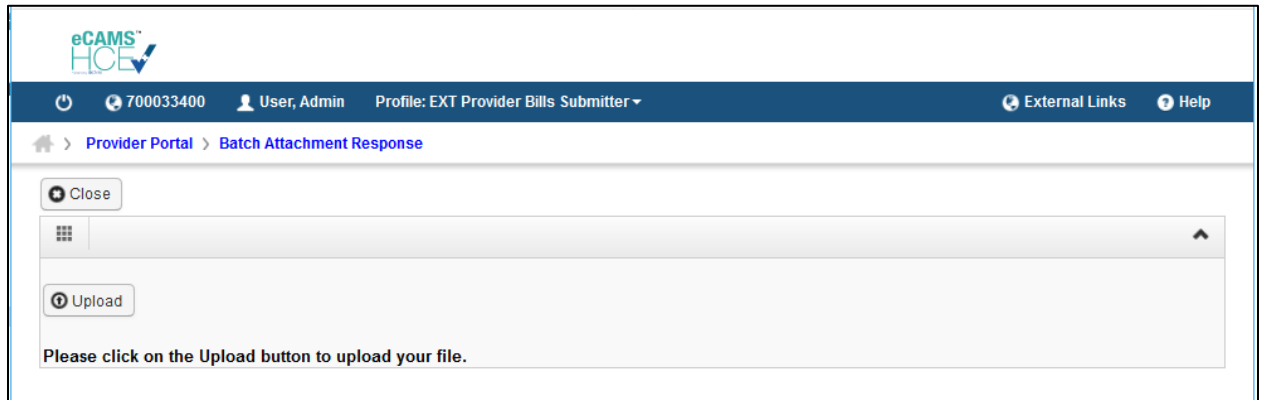 eCAMS™
HCE
700033400 User, Admin Profile: EXT Provider Bills Submitter External Links Help
Provider Portal > Batch Attachment Response
Close
Upload
Please click on the Upload button to upload your file.